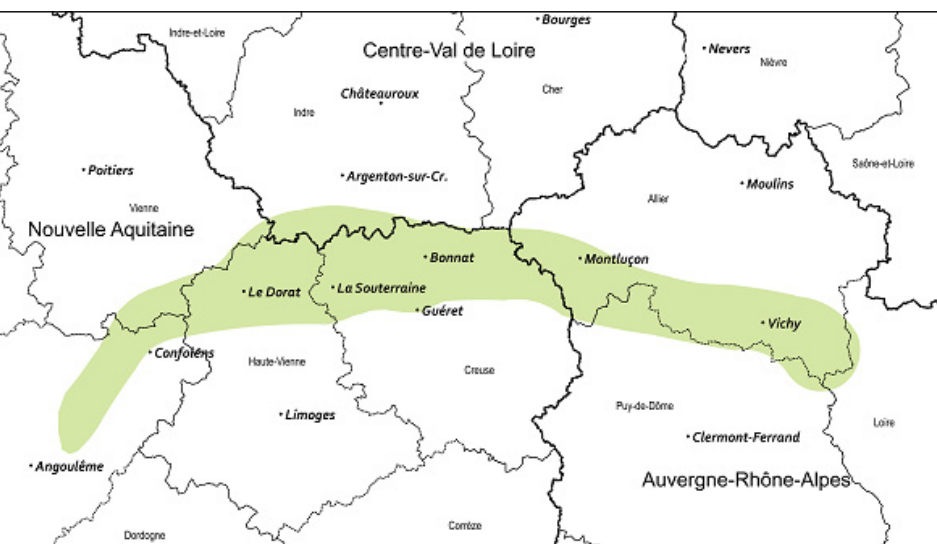 Bourges
Indre-et-Loire
Centre-Val de Loire
Nevers
Nièvre
Châteauroux
Cher
Indre
Saône-et-Loire
Poitiers
Argenton-sur-Cr.
Moulins
Allier
Vienne
Nouvelle Aquitaine
Bonnat
Montluçon
Le Dorat
La Souterraine
Guéret
Vichy
Confolens
Haute-Vienne
Creuse
Puy-de-Dôme
Limoges
Loire
Clermont-Ferrand
Angoulême
Auvergne-Rhône-Alpes
Corrèze
Dordogne